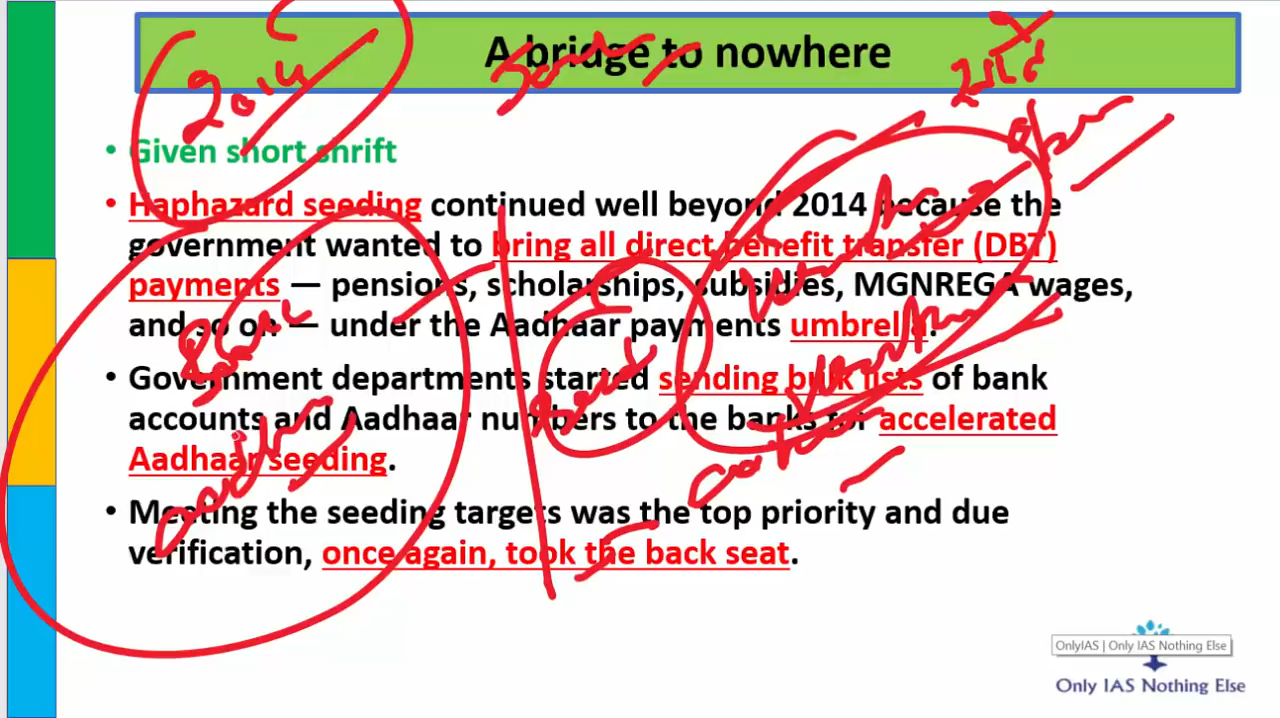 A bridge to nowhere
2014
• Given short shrift
• Haphazard seeding continued well beyond 2014 because the
government wanted to bring all direct benefit transfer (DBT)
payments — pensions, scholarships, subsidies, MGNREGA wages,
and so on — under the Aadhaar payments umbrella.
• Government departments started sending bulk lists of bank
accounts and Aadhaar numbers to the banks for accelerated
Aadhaar seeding.
• Meeting the seeding targets was the top priority and due
verification, once again, took the back seat.
OnlyIAS | Only IAS Nothing Else
Only IAS Nothing Else